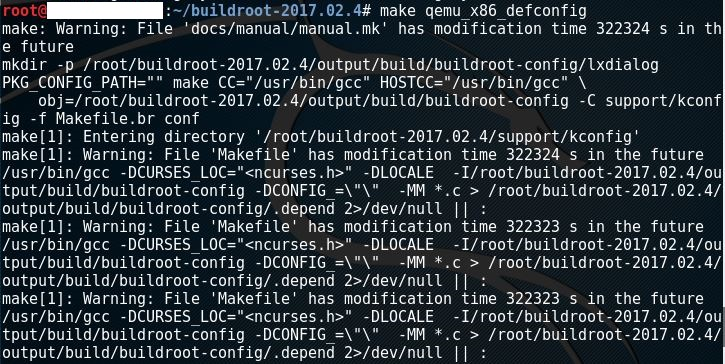 root@:~/buildroot-2017.02.4# make qemu_x86_defconfig
make: Warning: File 'docs/manual/manual.mk' has modification time 322324 s in th
e future
mkdir -p /root/buildroot-2017.02.4/output/build/buildroot-config/lxdialog
PKG_CONFIG_PATH="" make CC="/usr/bin/gcc" HOSTCC="/usr/bin/gcc" \
    obj=/root/buildroot-2017.02.4/output/build/buildroot-config -C support/kconf
ig -f Makefile.br conf
make[1]: Entering directory '/root/buildroot-2017.02.4/support/kconfig'
make[1]: Warning: File 'Makefile' has modification time 322324 s in the future
/usr/bin/gcc -DCURSES_LOC="<ncurses.h>" -DLOCALE  -I/root/buildroot-2017.02.4/ou
tput/build/buildroot-config -DCONFIG_=\"\"  -MM *.c > /root/buildroot-2017.02.4/
output/build/buildroot-config/.depend 2>/dev/null || :
make[1]: Warning: File 'Makefile' has modification time 322323 s in the future
/usr/bin/gcc -DCURSES_LOC="<ncurses.h>" -DLOCALE  -I/root/buildroot-2017.02.4/ou
tput/build/buildroot-config -DCONFIG_=\"\"  -MM *.c > /root/buildroot-2017.02.4/
output/build/buildroot-config/.depend 2>/dev/null || :
make[1]: Warning: File 'Makefile' has modification time 322323 s in the future
/usr/bin/gcc -DCURSES_LOC="<ncurses.h>" -DLOCALE  -I/root/buildroot-2017.02.4/ou
tput/build/buildroot-config -DCONFIG_=\"\"  -MM *.c > /root/buildroot-2017.02.4/
output/build/buildroot-config/.depend 2>/dev/null || :